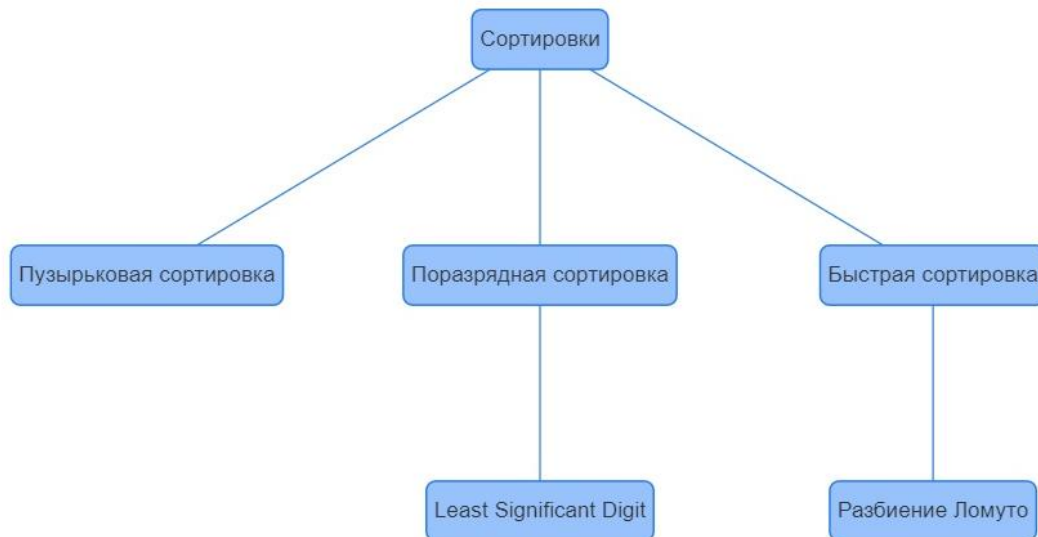 Сортировки
Пузырьковая сортировка
Поразрядная сортировка
Быстрая сортировка
Least Significant Digit
Разбиение Ломуто